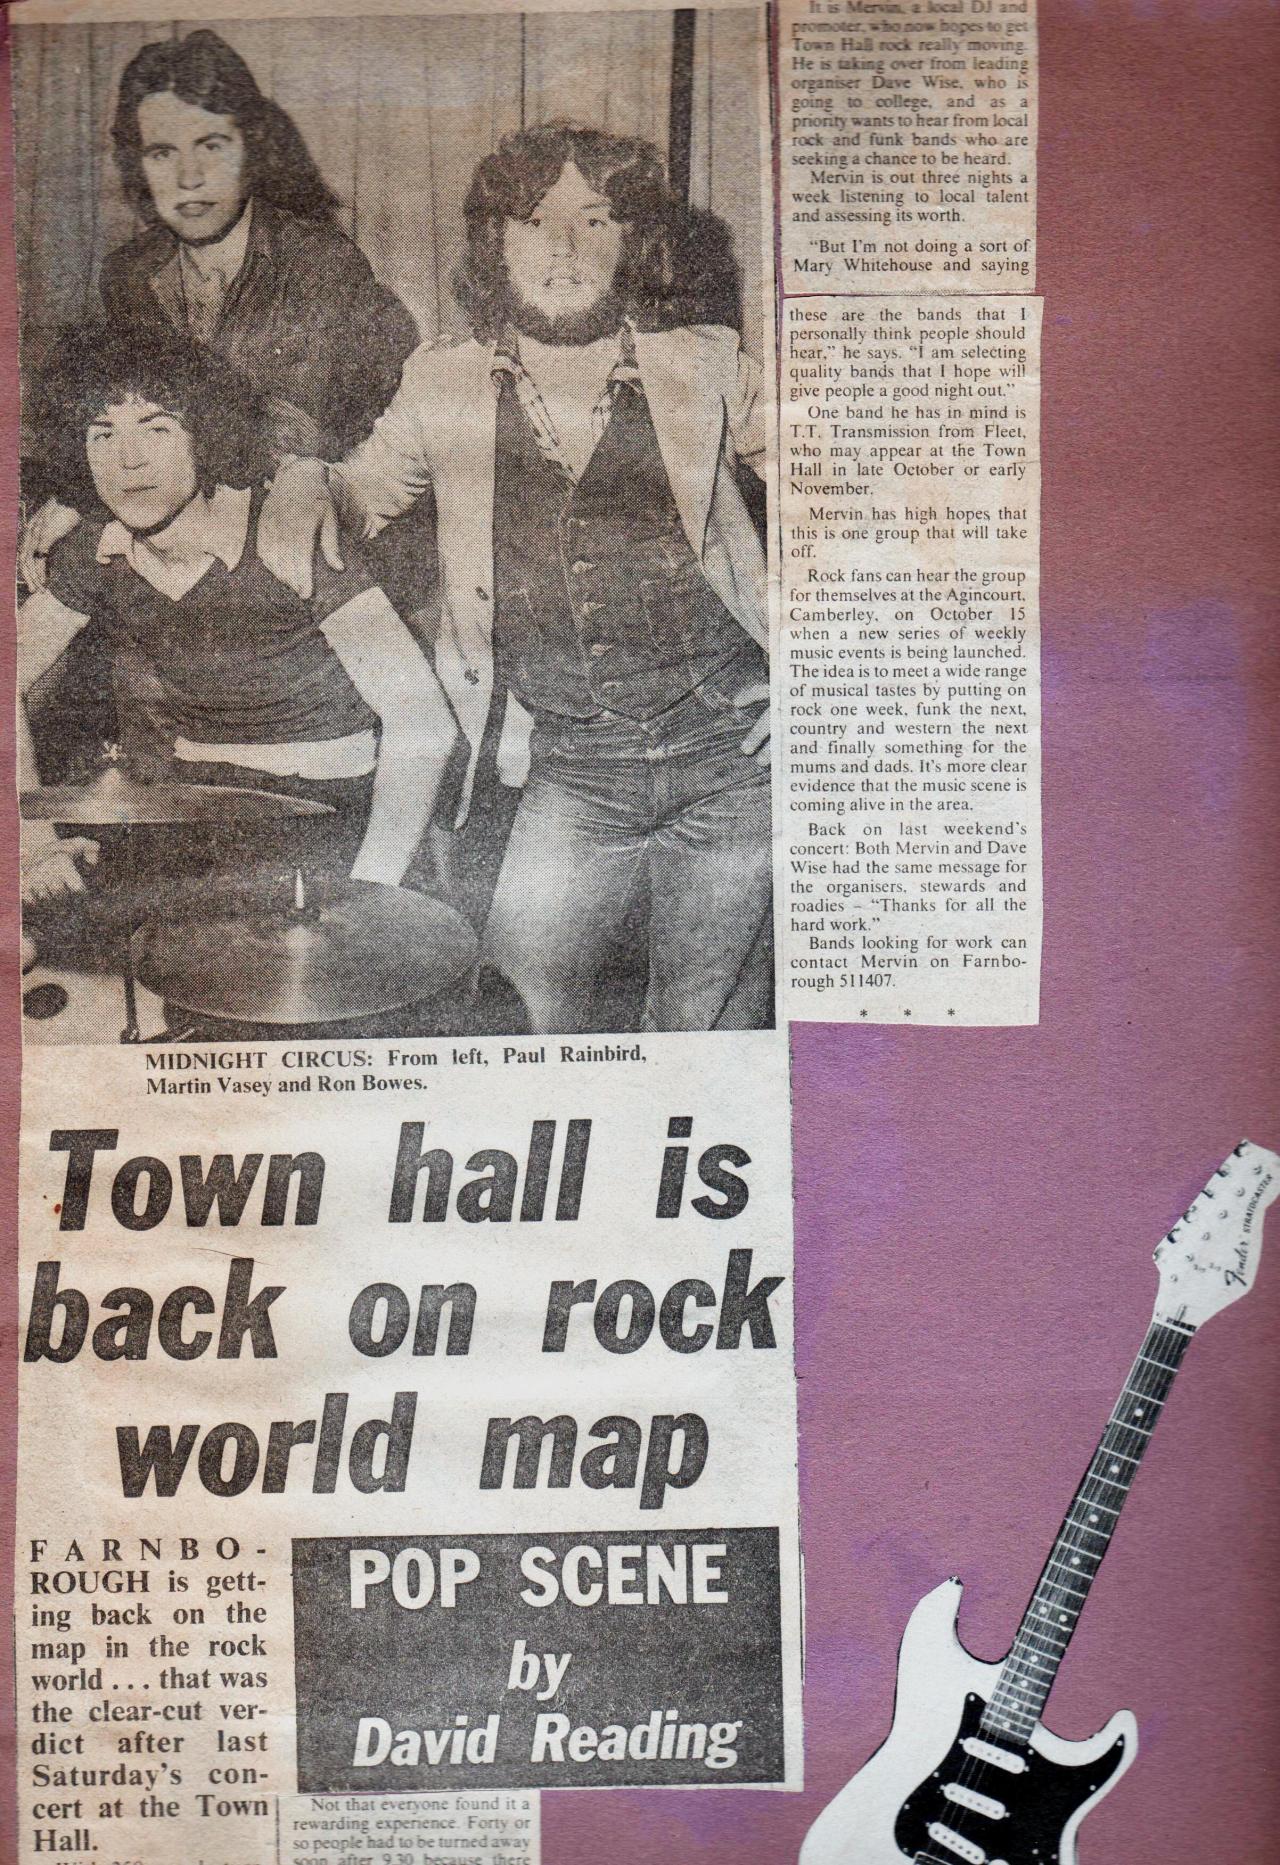 MIDNIGHT CIRCUS: From left, Paul Rainbird,
Martin Vasey and Ron Bowes.
Town hall is
back on rock
world map
POP SCENE
by
David Reading
FARNBO-
ROUGH is gett-
ing back on the
map in the rock
world ... that was
the clear-cut ver-
dict after last
Saturday's con-
cert at the Town
Hall.
Not that everyone found it a
rewarding experience. Forty or
so people had to be turned away
soon after 9.30 because there
It is Mervin, a local DJ and
promoter, who now hopes to get
Town Hall rock really moving.
He is taking over from leading
organiser Dave Wise, who is
going to college, and as a
priority wants to hear from local
rock and funk bands who are
seeking a chance to be heard.
Mervin is out three nights a
week listening to local talent
and assessing its worth.
"But I'm not doing a sort of
Mary Whitehouse and saying
these are the bands that I
personally think people should
hear," he says. "I am selecting
quality bands that I hope will
give people a good night out."
One band he has in mind is
T.T. Transmission from Fleet,
who may appear at the Town
Hall in late October or early
November.
Mervin has high hopes that
this is one group that will take
off.
Rock fans can hear the group
for themselves at the Agincourt,
Camberley, on October 15
when a new series of weekly
music events is being launched.
The idea is to meet a wide range
of musical tastes by putting on
rock one week, funk the next,
country and western the next
and finally something for the
mums and dads. It's more clear
evidence that the music scene is
coming alive in the area.
Back on last weekend's
concert: Both Mervin and Dave
Wise had the same message for
the organisers, stewards and
roadies – "Thanks for all the
hard work."
Bands looking for work can
contact Mervin on Farnbo-
rough 511407.
* * *
Fender STRATOCASTER